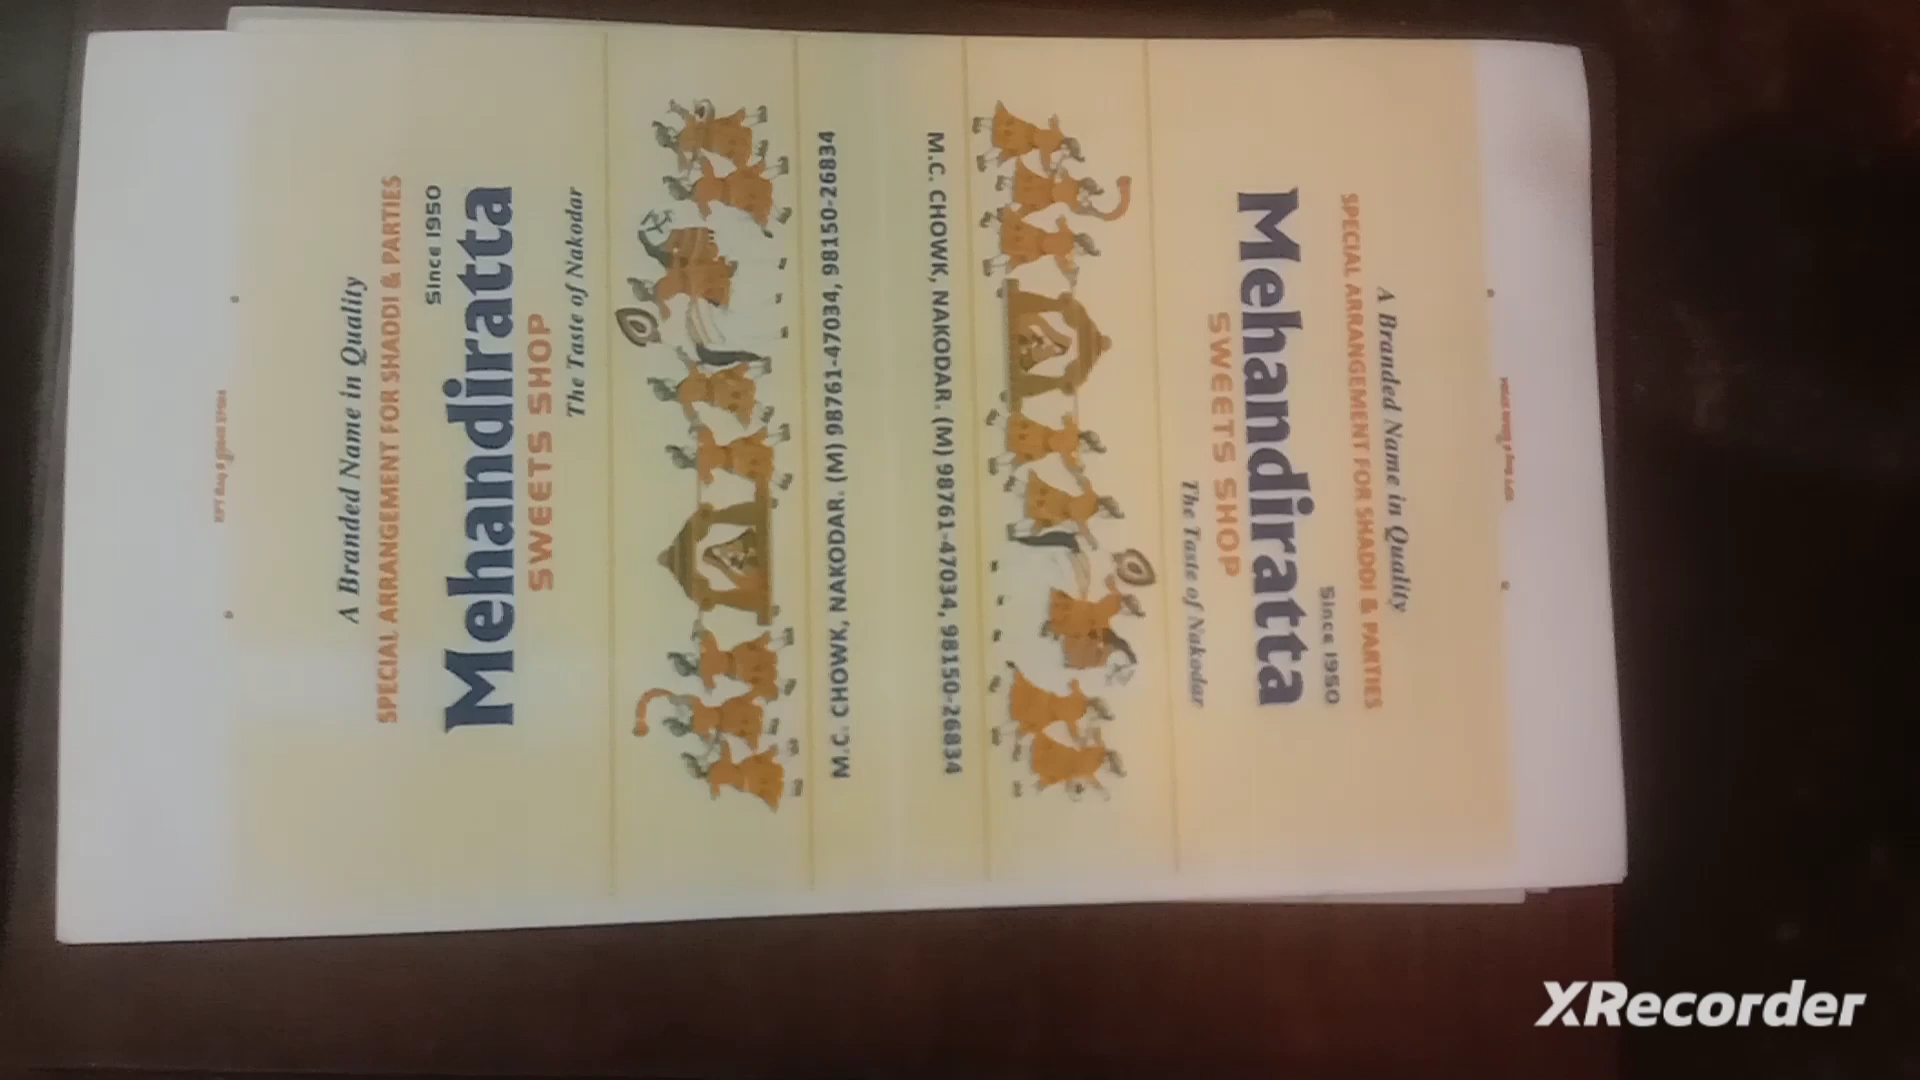 A Branded Name in Quality
SPECIAL ARRANGEMENT FOR SHADDI & PARTIES
Since 1950
Mehandiratta
SWEETS SHOP
The Taste of Nakodar
M.C. CHOWK, NAKODAR. (M) 98761-47034, 98150-26834
M.C. CHOWK, NAKODAR. (M) 98761-47034, 98150-26834
The Taste of Nakodar
SWEETS SHOP
Mehandiratta
Since 1950
SPECIAL ARRANGEMENT FOR SHADDI & PARTIES
A Branded Name in Quality
XRecorder